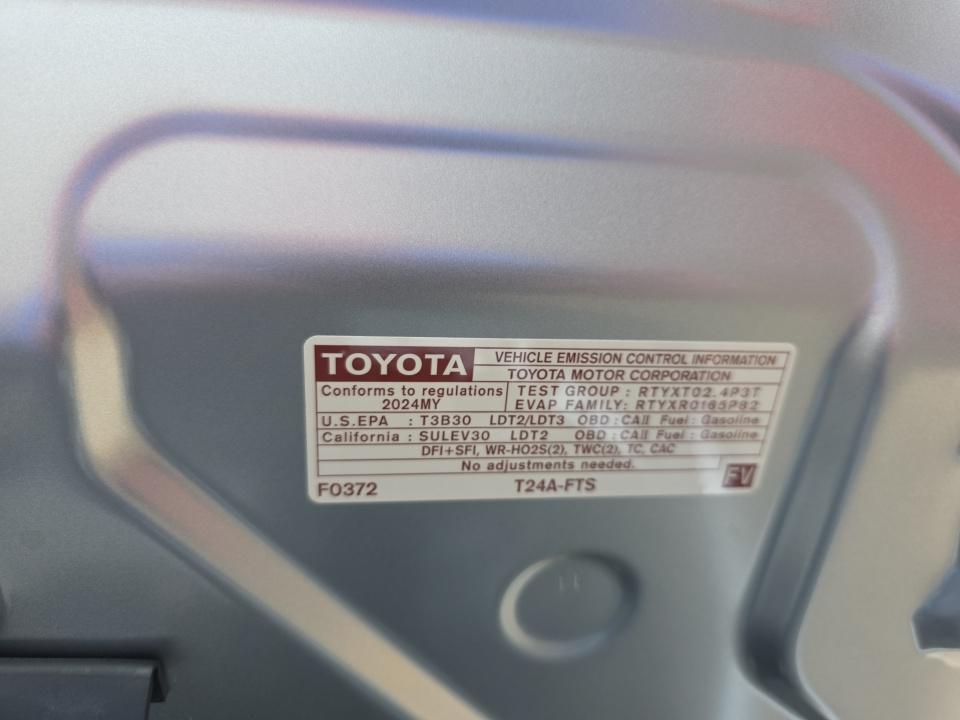 TOYOTA VEHICLE EMISSION CONTROL INFORMATION
TOYOTA MOTOR CORPORATION
Conforms to regulations
2024MY
TEST GROUP : RTYXT02.4P3T
EVAP FAMILY: RTYXR0165P82
U.S.EPA : T3B30 LDT2/LDT3 OBD : CAII Fuel : Gasoline
California : SULEV30 LDT2 OBD : CAII Fuel : Gasoline
DFI+SFI, WR-HO2S(2), TWC(2), TC, CAC
No adjustments needed.
F0372 T24A-FTS FV